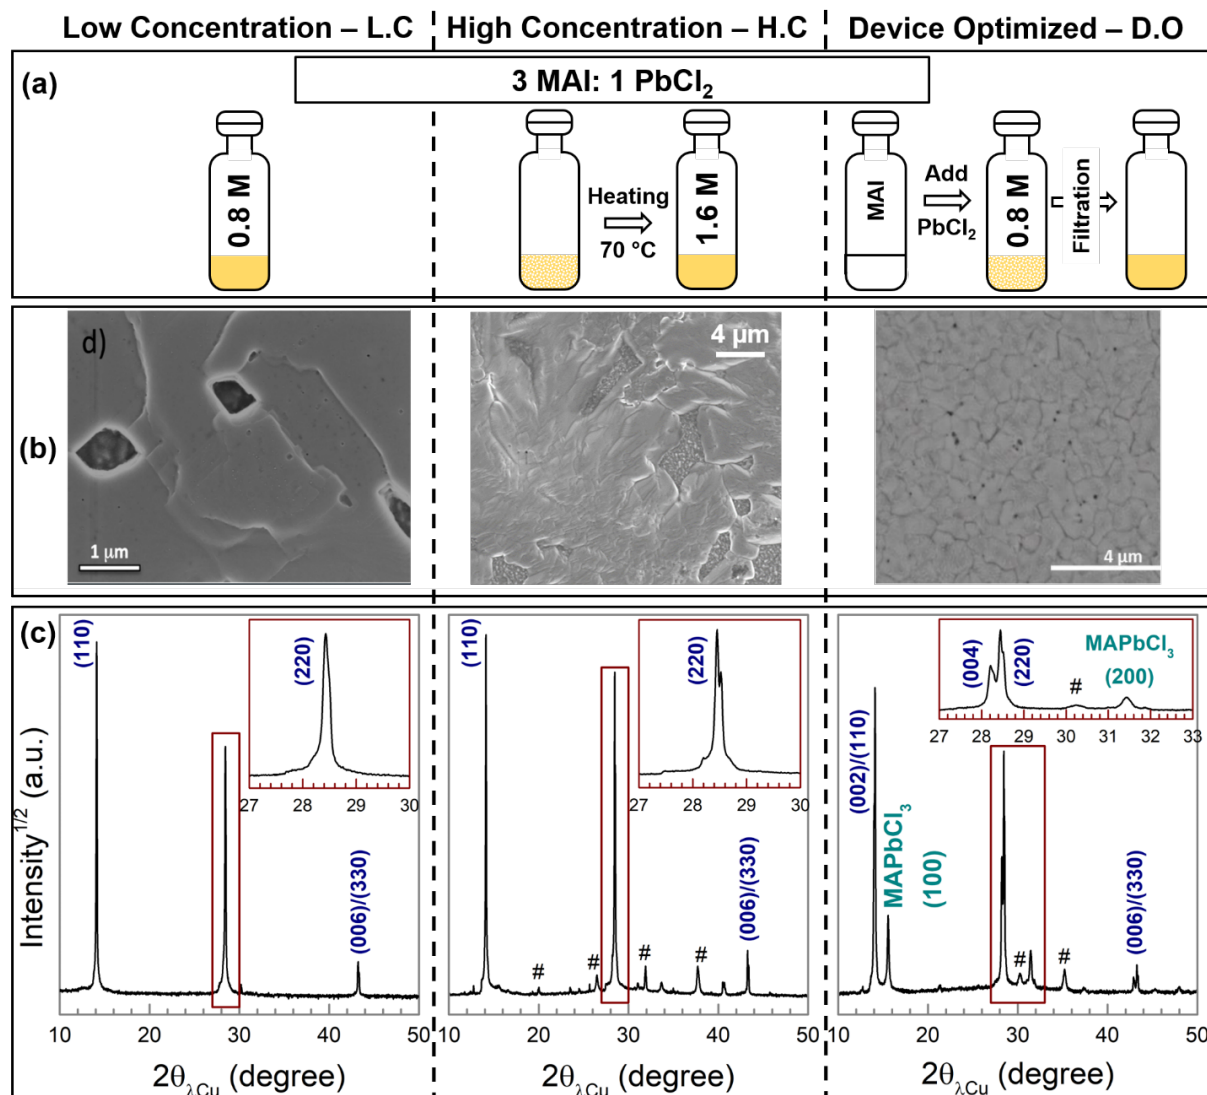 Low Concentration – L.C
High Concentration – H.C
Device Optimized – D.O
(a)
3 MAI: 1 PbCl2
0.8 M
Heating
70 °C
1.6 M
MAI
Add
PbCl2
0.8 M
Filtration
(b)
d)
1 µm
4 µm
4 µm
(c)
Intensity1/2 (a.u.)
(110)
(220)
27 28 29 30
(006)/(330)
10 20 30 40 50
2θλCu (degree)
(110)
(220)
27 28 29 30
# # # #
(006)/(330)
10 20 30 40 50
2θλCu (degree)
(002)/(110)
MAPbCl3
(100)
(004)
(220)
#
MAPbCl3
(200)
27 28 29 30 31 32 33
# #
(006)/(330)
10 20 30 40 50
2θλCu (degree)